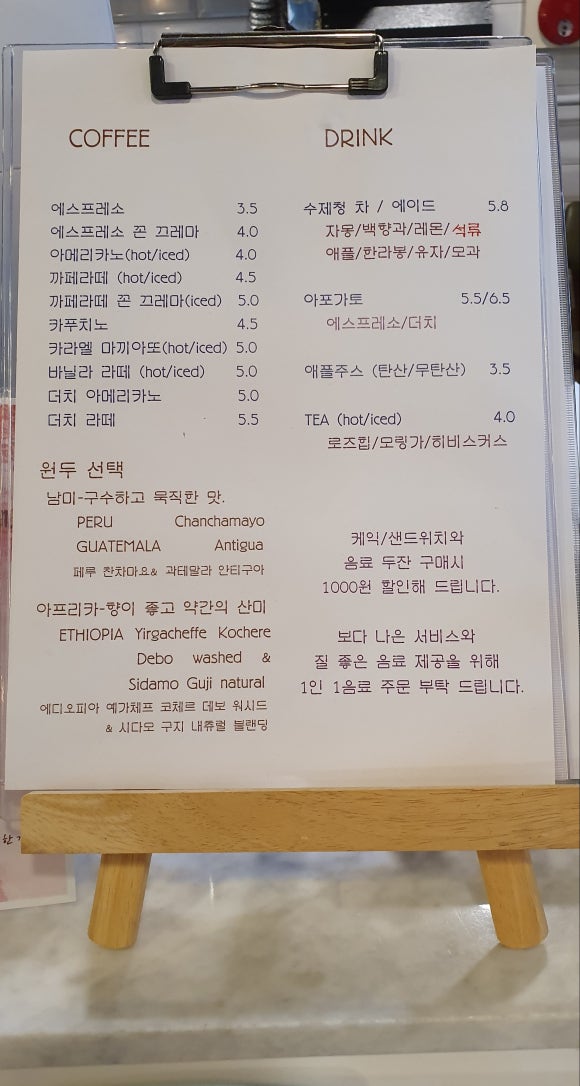 COFFEE
에스프레소 3.5
에스프레소 꼰 끄레마 4.0
아메리카노(hot/iced) 4.0
까페라떼 (hot/iced) 4.5
까페라떼 꼰 끄레마(iced) 5.0
카푸치노 4.5
카라멜 마끼아또(hot/iced) 5.0
바닐라 라떼 (hot/iced) 5.0
더치 아메리카노 5.0
더치 라떼 5.5
원두 선택
남미-구수하고 묵직한 맛.
PERU Chanchamayo
GUATEMALA Antigua
페루 찬차마요& 과테말라 안티구아
아프리카-향이 좋고 약간의 산미
ETHIOPIA Yirgacheffe Kochere
Debo washed &
Sidamo Guji natural
에디오피아 예가체프 코체르 데보 워시드
& 시다모 구지 내츄럴 블랜딩
DRINK
수제청 차 / 에이드 5.8
자몽/백향과/레몬/석류
애플/한라봉/유자/모과
아포가토 5.5/6.5
에스프레소/더치
애플주스 (탄산/무탄산) 3.5
TEA (hot/iced) 4.0
로즈힙/모링가/히비스커스
케익/샌드위치와
음료 두잔 구매시
1000원 할인해 드립니다.
보다 나은 서비스와
질 좋은 음료 제공을 위해
1인 1음료 주문 부탁 드립니다.